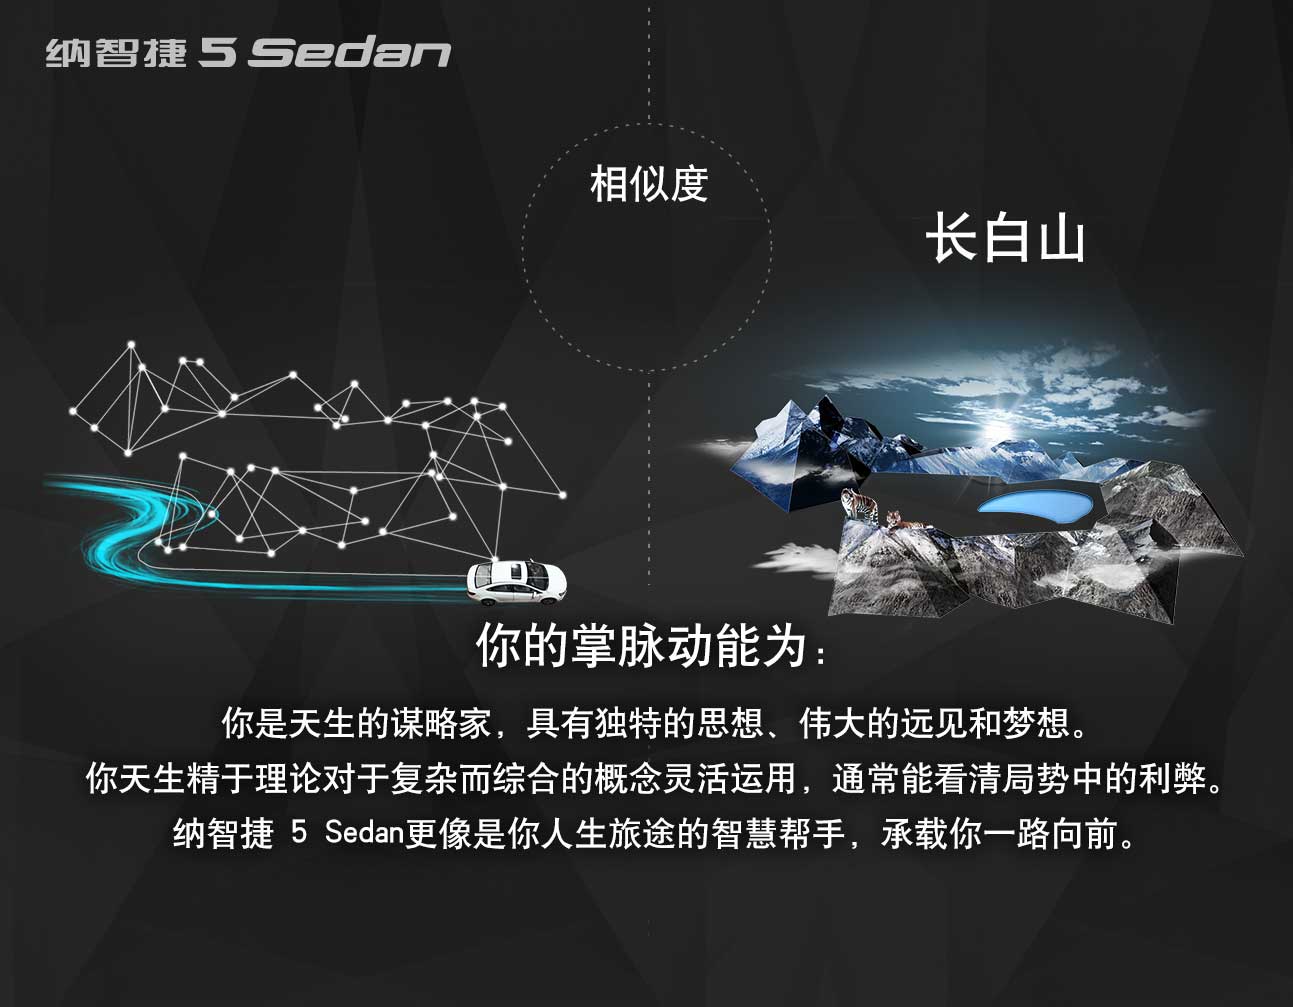 纳智捷 5 Sedan
相似度
长白山
你的掌脉动能为：
你是天生的谋略家，具有独特的思想、伟大的远见和梦想。
你天生精于理论对于复杂而综合的概念灵活运用，通常能看清局势中的利弊。
纳智捷 5 Sedan更像是你人生旅途的智慧帮手，承载你一路向前。